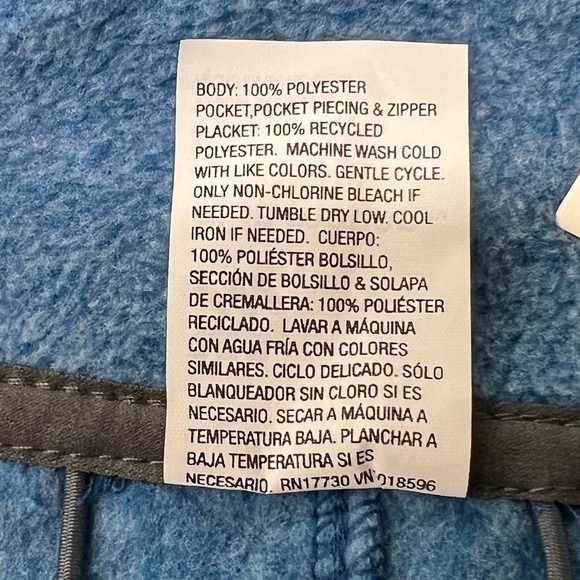 BODY: 100% POLYESTER
POCKET,POCKET PIECING & ZIPPER
PLACKET: 100% RECYCLED
POLYESTER. MACHINE WASH COLD
WITH LIKE COLORS. GENTLE CYCLE.
ONLY NON-CHLORINE BLEACH IF
NEEDED. TUMBLE DRY LOW. COOL
IRON IF NEEDED. CUERPO:
100% POLIÉSTER BOLSILLO,
SECCIÓN DE BOLSILLO & SOLAPA
DE CREMALLERA: 100% POLIÉSTER
RECICLADO. LAVAR A MÁQUINA
CON AGUA FRÍA CON COLORES
SIMILARES. CICLO DELICADO. SÓLO
BLANQUEADOR SIN CLORO SI ES
NECESARIO. SECAR A MÁQUINA A
TEMPERATURA BAJA. PLANCHAR A
BAJA TEMPERATURA SI ES
NECESARIO. RN17730